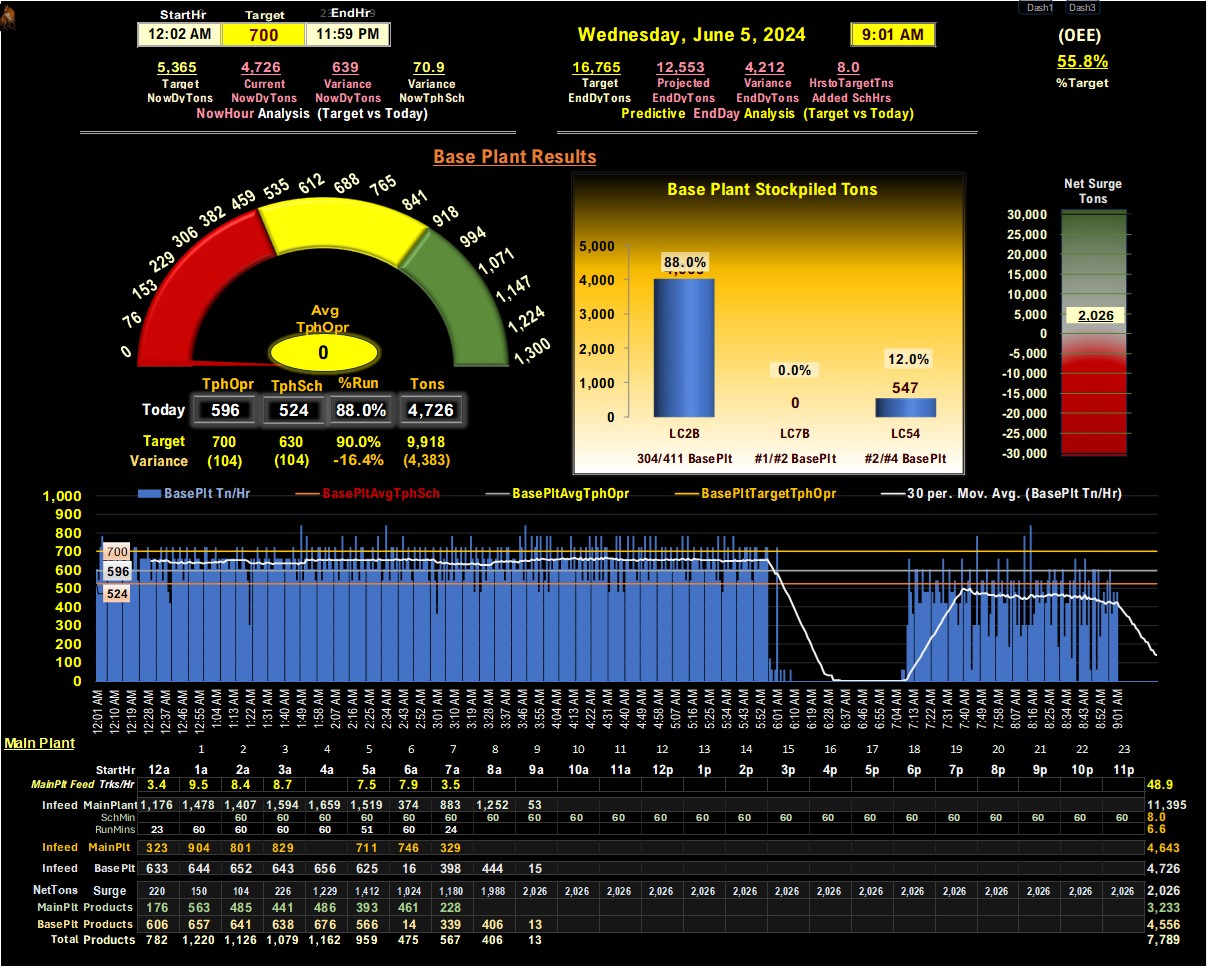 Dash1 Dash3
StartHr Target EndHr
12:02 AM 700 11:59 PM Wednesday, June 5, 2024 9:01 AM (OEE)
5,365 4,726 639 70.9 16,765 12,553 4,212 8.0 55.8%
Target Current Variance Variance Target Projected Variance HrstoTargetTns %Target
NowDyTons NowDyTons NowDyTons NowTphSch EndDyTons EndDyTons EndDyTons Added SchHrs
NowHour Analysis (Target vs Today) Predictive EndDay Analysis (Target vs Today)
Base Plant Results
0 76 153 229 306 382 459 535 612 688 765 841 918 994 1,071 1,147 1,224 1,300
Avg
TphOpr
0
TphOpr TphSch %Run Tons
Today 596 524 88.0% 4,726
Target 700 630 90.0% 9,918
Variance (104) (104) -16.4% (4,383)
Base Plant Stockpiled Tons
5,000
4,000
3,000
2,000
1,000
0
88.0% 0.0% 12.0%
0 547
LC2B LC7B LC54
304/411 BasePlt #1/#2 BasePlt #2/#4 BasePlt
Net Surge
Tons
30,000
25,000
20,000
15,000
10,000
5,000
0
-5,000
-10,000
-15,000
-20,000
-25,000
-30,000
2,026
BasePlt Tn/Hr BasePltAvgTphSch BasePltAvgTphOpr BasePltTargetTphOpr 30 per. Mov. Avg. (BasePlt Tn/Hr)
1,000
900
800
700
600
500
400
300
200
100
0
700
596
524
12:01 AM 12:10 AM 12:19 AM 12:28 AM 12:37 AM 12:46 AM 12:55 AM 1:04 AM 1:13 AM 1:22 AM 1:31 AM 1:40 AM 1:49 AM 1:58 AM 2:07 AM 2:16 AM 2:25 AM 2:34 AM 2:43 AM 2:52 AM 3:01 AM 3:10 AM 3:19 AM 3:28 AM 3:37 AM 3:46 AM 3:55 AM 4:04 AM 4:13 AM 4:22 AM 4:31 AM 4:40 AM 4:49 AM 4:58 AM 5:07 AM 5:16 AM 5:25 AM 5:34 AM 5:43 AM 5:52 AM 6:01 AM 6:10 AM 6:19 AM 6:28 AM 6:37 AM 6:46 AM 6:55 AM 7:04 AM 7:13 AM 7:22 AM 7:31 AM 7:40 AM 7:49 AM 7:58 AM 8:07 AM 8:16 AM 8:25 AM 8:34 AM 8:43 AM 8:52 AM 9:01 AM
Main Plant
1 2 3 4 5 6 7 8 9 10 11 12 13 14 15 16 17 18 19 20 21 22 23
StartHr 12a 1a 2a 3a 4a 5a 6a 7a 8a 9a 10a 11a 12p 1p 2p 3p 4p 5p 6p 7p 8p 9p 10p 11p
MainPlt Feed Trks/Hr 3.4 9.5 8.4 8.7 7.5 7.9 3.5 48.9
Infeed MainPlant 1,176 1,478 1,407 1,594 1,659 1,519 374 883 1,252 53 11,395
SchMin 60 60 60 60 60 60 60 60 60 60 60 60 60 60 60 60 60 60 60 60 60 60 8.0
RunMins 23 60 60 60 60 51 60 24 6.6
Infeed MainPlt 323 904 801 829 711 746 329 4,643
Infeed Base Plt 633 644 652 643 656 625 16 398 444 15 4,726
NetTons Surge 220 150 104 226 1,229 1,412 1,024 1,180 1,988 2,026 2,026 2,026 2,026 2,026 2,026 2,026 2,026 2,026 2,026 2,026 2,026 2,026 2,026 2,026 2,026
MainPlt Products 176 563 485 441 486 393 461 228 3,233
BasePlt Products 606 657 641 638 676 566 14 339 406 13 4,556
Total Products 782 1,220 1,126 1,079 1,162 959 475 567 406 13 7,789